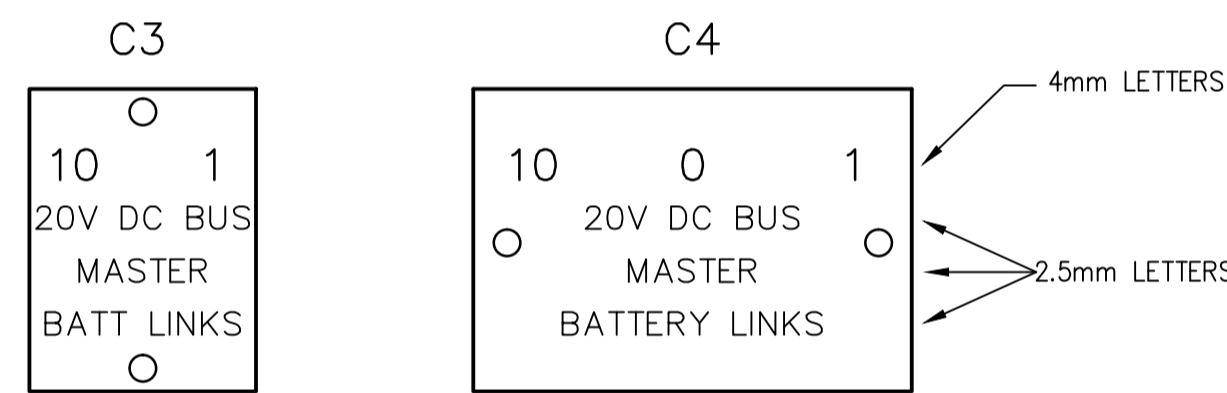 C3
10 1
20V DC BUS
MASTER
BATT LINKS
C4
10 0 1
20V DC BUS
MASTER
BATTERY LINKS
4mm LETTERS
2.5mm LETTERS